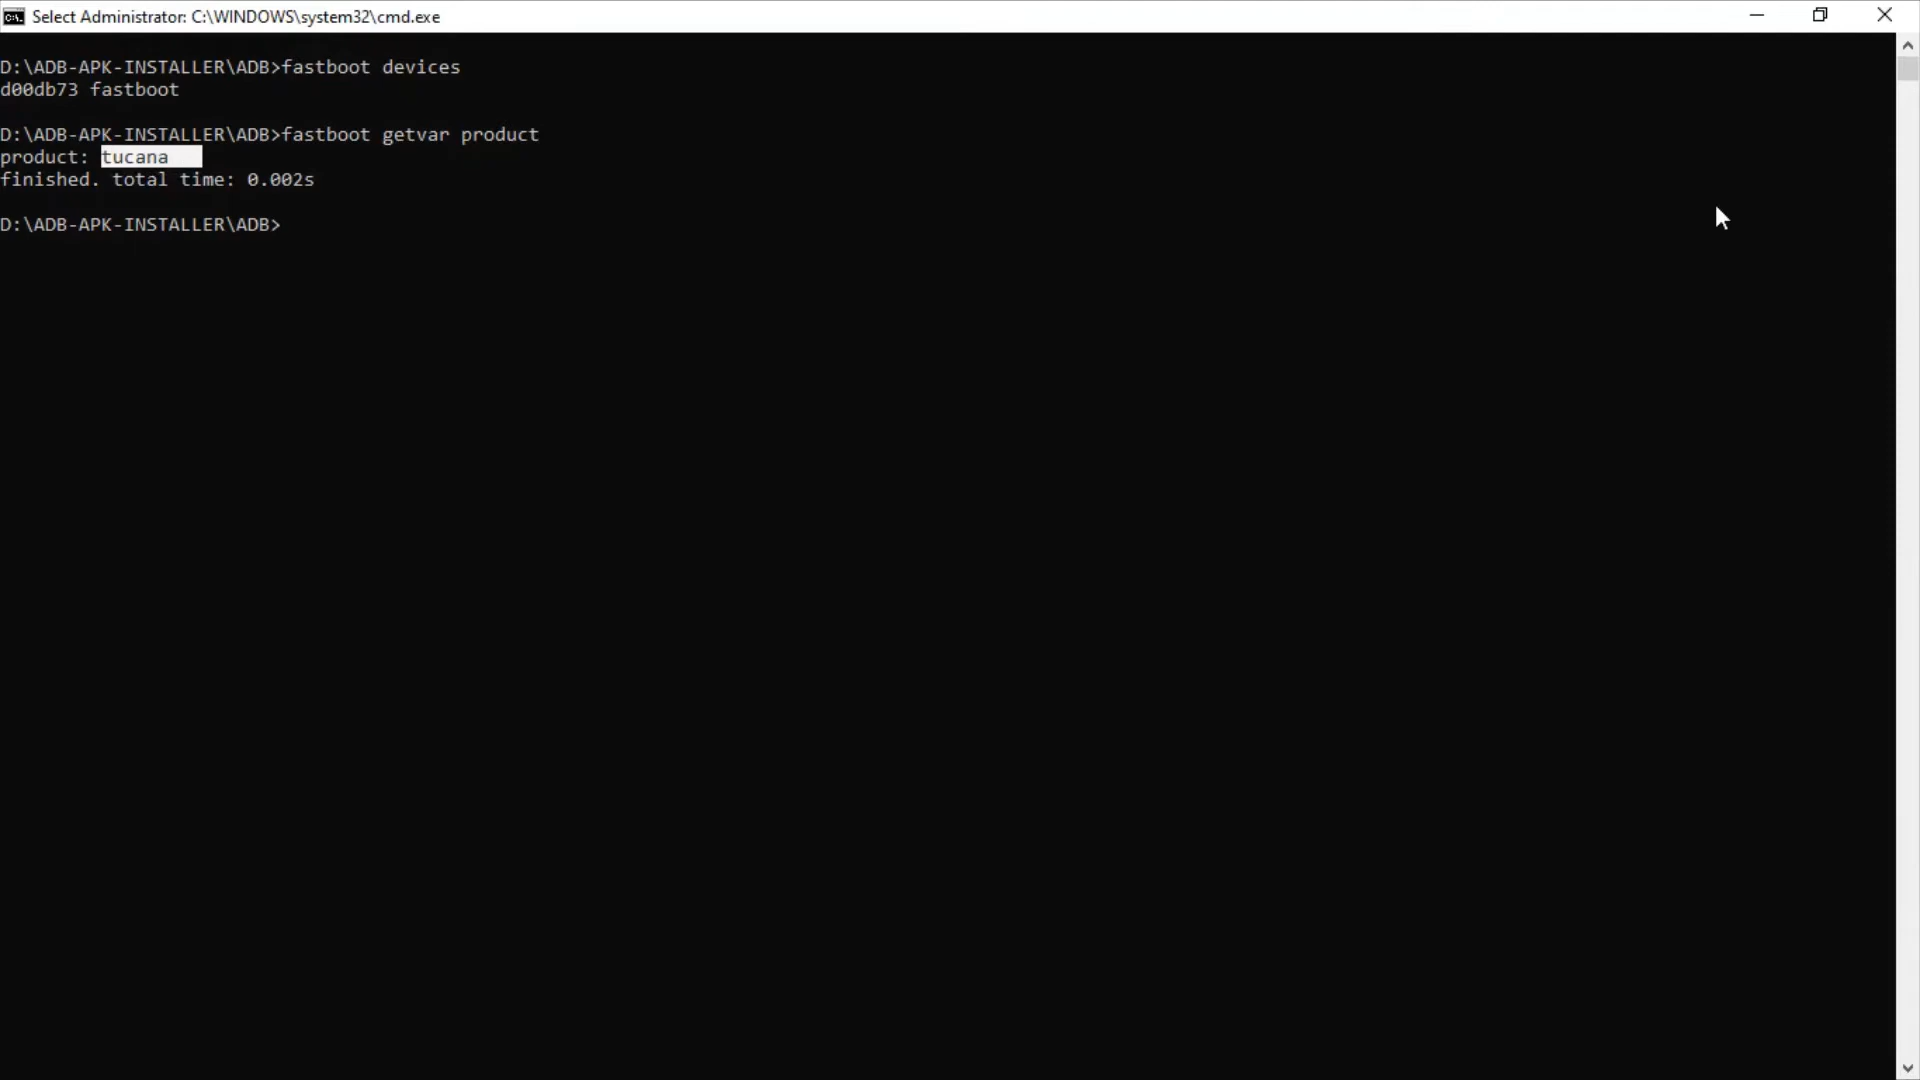 Select Administrator: C:\WINDOWS\system32\cmd.exe
D:\ADB-APK-INSTALLER\ADB>fastboot devices
d00db73 fastboot
D:\ADB-APK-INSTALLER\ADB>fastboot getvar product
product: tucana
finished. total time: 0.002s
D:\ADB-APK-INSTALLER\ADB>